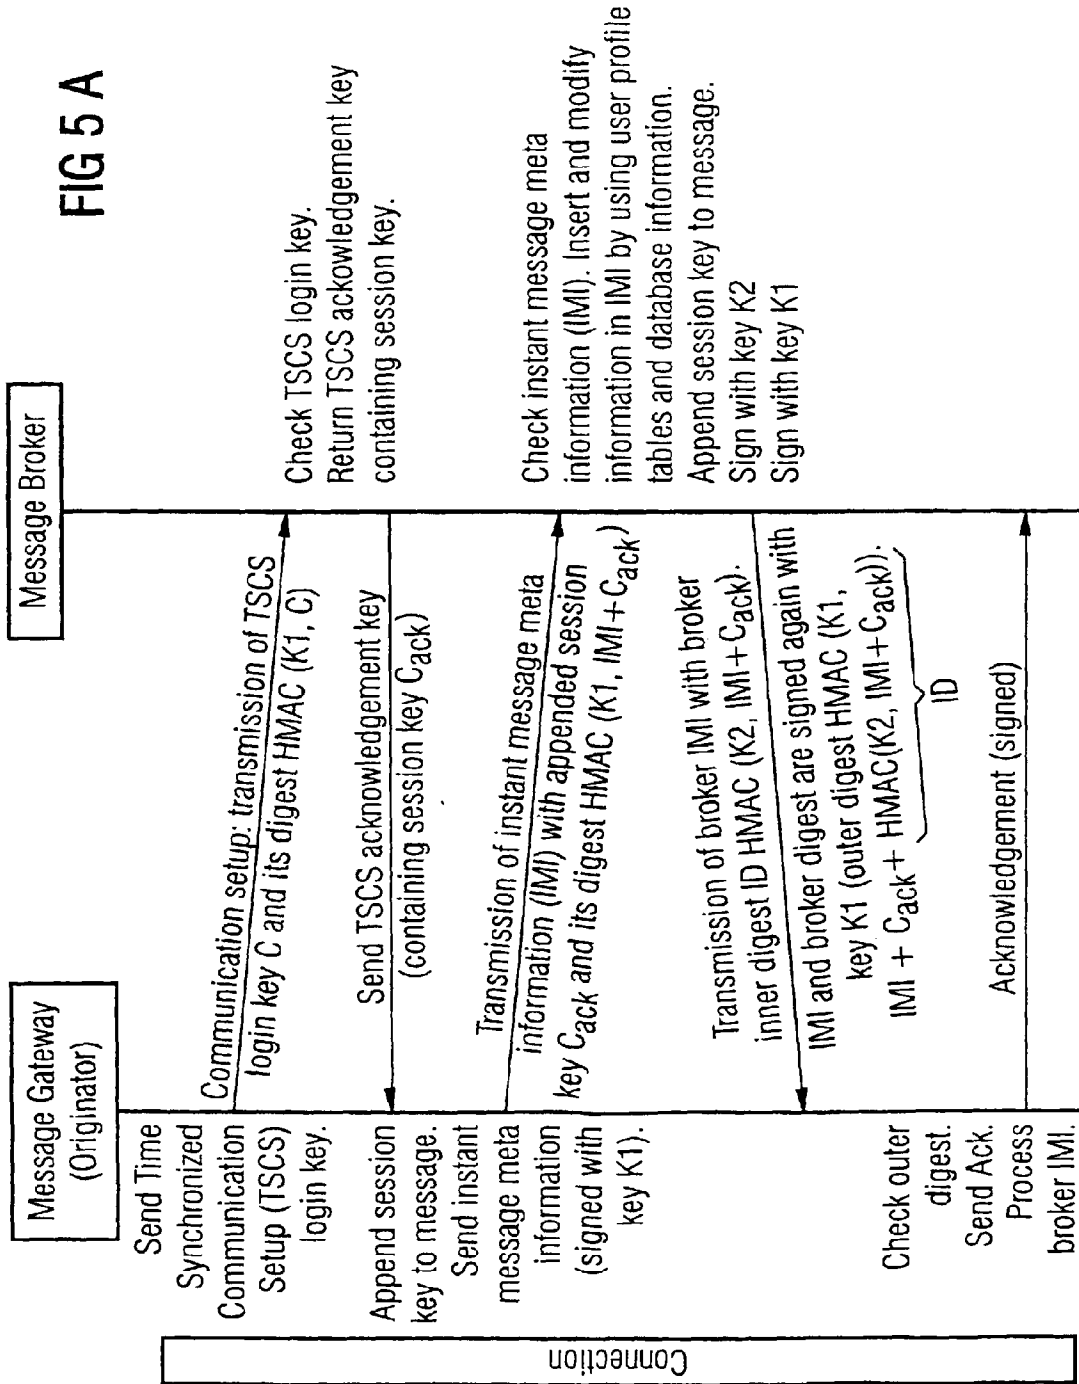 FIG 5 A
Message Gateway
(Originator)
Message Broker
Connection
Send Time
Synchronized
Communication
Setup (TSCS)
login key.
Communication setup: transmission of TSCS
login key C and its digest HMAC (K1, C)
Check TSCS login key.
Return TSCS ackowledgement key
containing session key.
Send TSCS acknowledgement key
(containing session key Cack)
Append session
key to message.
Send instant
message meta
information
(signed with
key K1).
Transmission of instant message meta
information (IMI) with appended session
key Cack and its digest HMAC (K1, IMI+Cack)
Check instant message meta
information (IMI). Insert and modify
information in IMI by using user profile
tables and database information.
Append session key to message.
Sign with key K2
Sign with key K1
Transmission of broker IMI with broker
inner digest ID HMAC (K2, IMI+Cack).
IMI and broker digest are signed again with
key K1 (outer digest HMAC (K1,
IMI + Cack+ HMAC(K2, IMI+Cack)).
ID
Check outer
digest.
Send Ack.
Process
broker IMI.
Acknowledgement (signed)